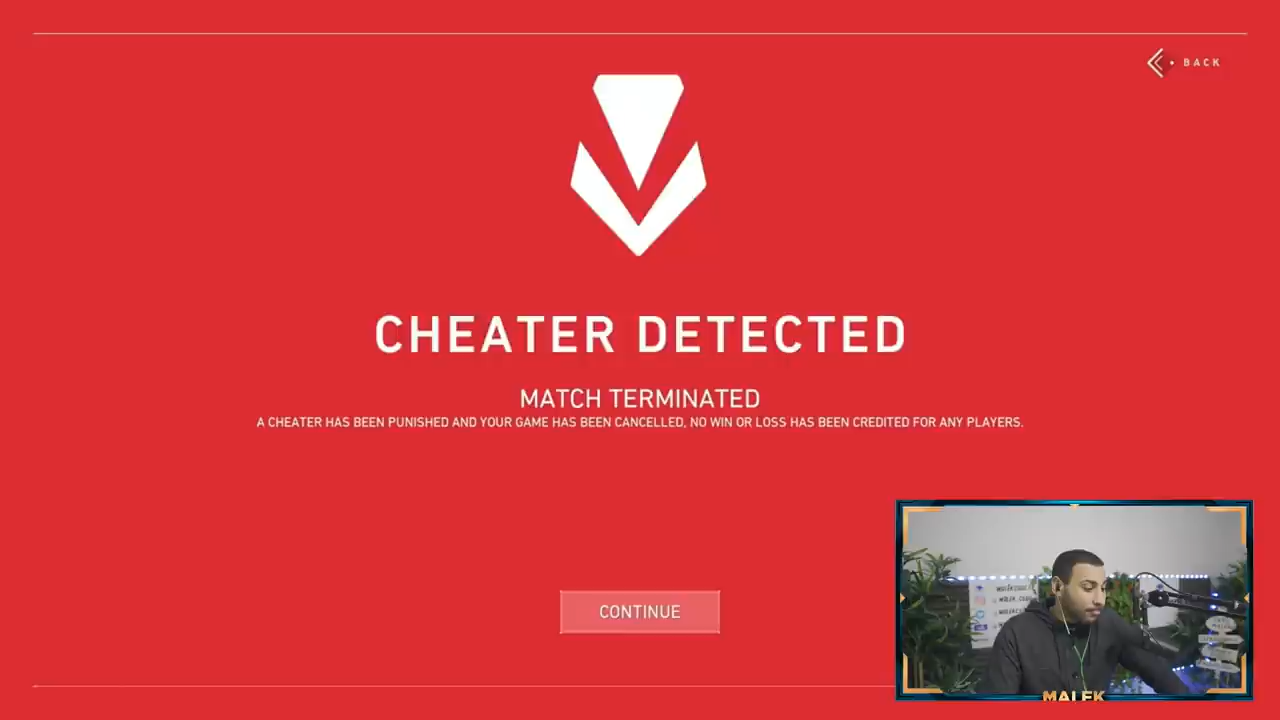 BACK
CHEATER DETECTED
MATCH TERMINATED
A CHEATER HAS BEEN PUNISHED AND YOUR GAME HAS BEEN CANCELLED, NO WIN OR LOSS HAS BEEN CREDITED FOR ANY PLAYERS.
CONTINUE
MALEK